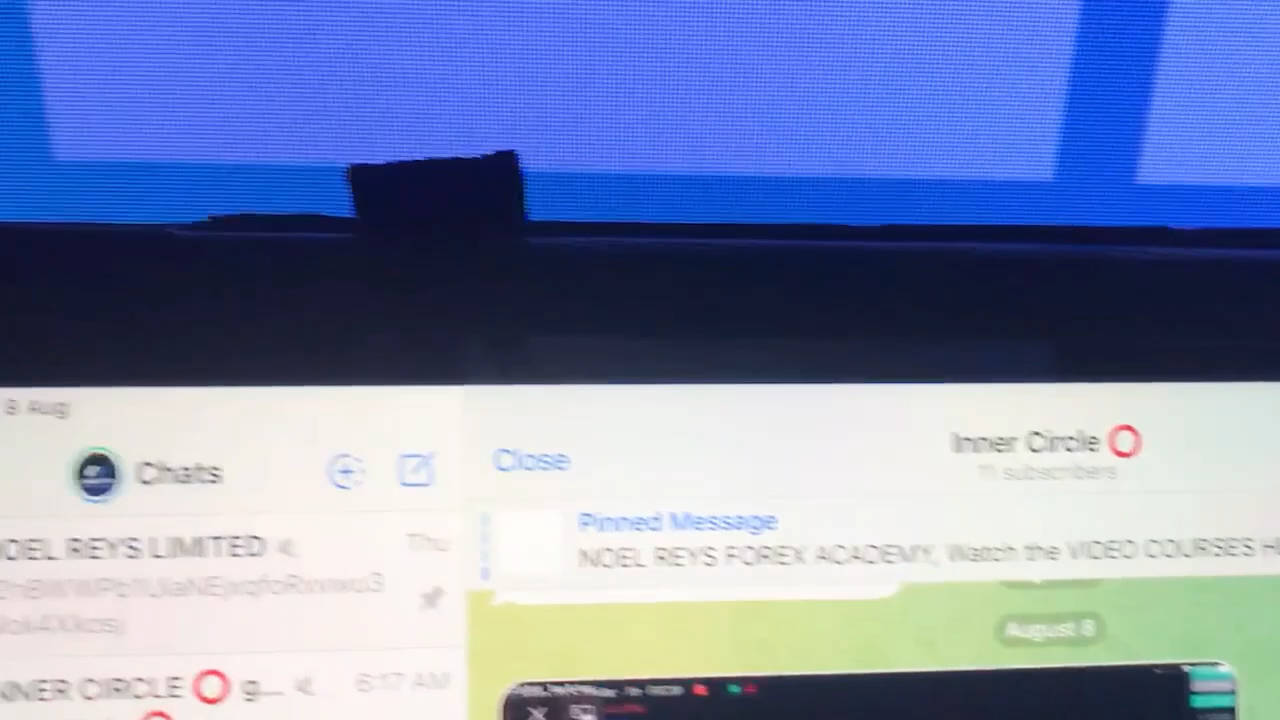 9 Aug
Chats
Close
Inner Circle
11 subscribers
NOEL REYS LIMITED
Thu
Pinned Message
NOEL REYS FOREX ACADEMY, Watch the VIDEO COURSES
August 8
INNER CIRCLE g...
6:17 AM